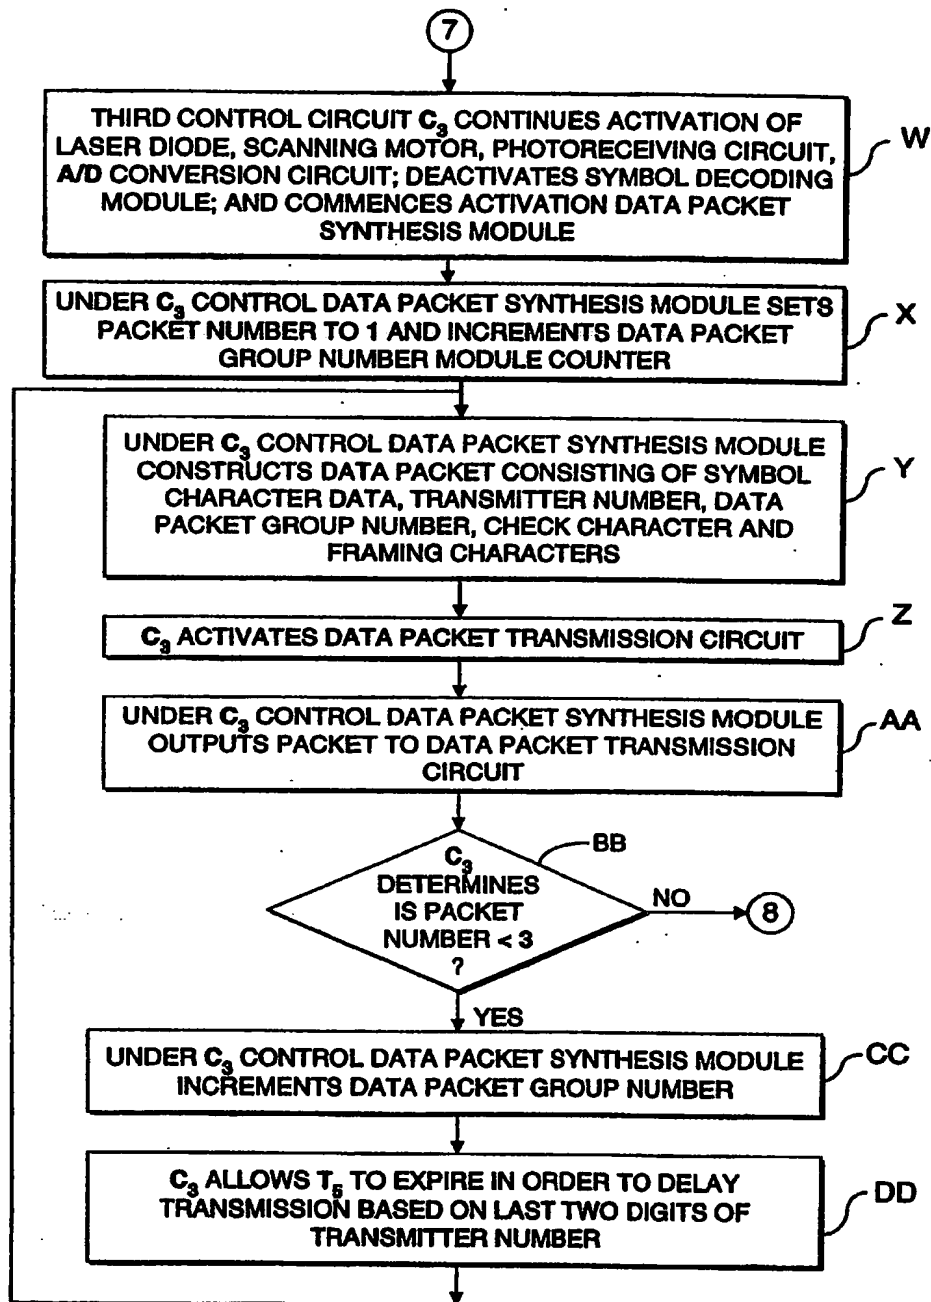 7
THIRD CONTROL CIRCUIT C3 CONTINUES ACTIVATION OF
LASER DIODE, SCANNING MOTOR, PHOTORECEIVING CIRCUIT,
A/D CONVERSION CIRCUIT; DEACTIVATES SYMBOL DECODING
MODULE; AND COMMENCES ACTIVATION DATA PACKET
SYNTHESIS MODULE
W
UNDER C3 CONTROL DATA PACKET SYNTHESIS MODULE SETS
PACKET NUMBER TO 1 AND INCREMENTS DATA PACKET
GROUP NUMBER MODULE COUNTER
X
UNDER C3 CONTROL DATA PACKET SYNTHESIS MODULE
CONSTRUCTS DATA PACKET CONSISTING OF SYMBOL
CHARACTER DATA, TRANSMITTER NUMBER, DATA
PACKET GROUP NUMBER, CHECK CHARACTER AND
FRAMING CHARACTERS
Y
C3 ACTIVATES DATA PACKET TRANSMISSION CIRCUIT
Z
UNDER C3 CONTROL DATA PACKET SYNTHESIS MODULE
OUTPUTS PACKET TO DATA PACKET TRANSMISSION
CIRCUIT
AA
C3
DETERMINES
IS PACKET
NUMBER < 3
?
BB
NO
8
YES
UNDER C3 CONTROL DATA PACKET SYNTHESIS MODULE
INCREMENTS DATA PACKET GROUP NUMBER
CC
C3 ALLOWS T5 TO EXPIRE IN ORDER TO DELAY
TRANSMISSION BASED ON LAST TWO DIGITS OF
TRANSMITTER NUMBER
DD